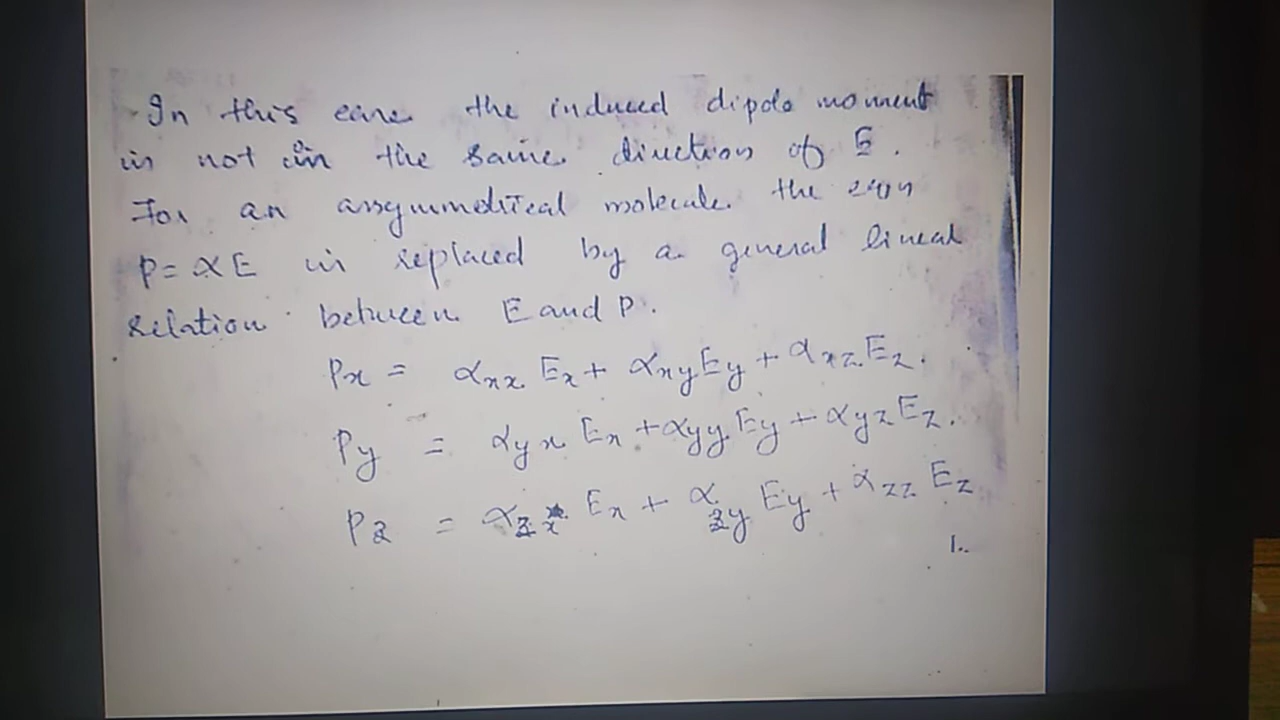 In this case the induced dipole moment
is not in the same direction of E.
For an assymmetrical molecule the eqn
P = αE is replaced by a general linear
relation between E and P.
Px = αxx Ex + αxy Ey + αxz Ez.
Py = αyx Ex + αyy Ey + αyz Ez.
Pz = αzx Ex + αzy Ey + αzz Ez
1..